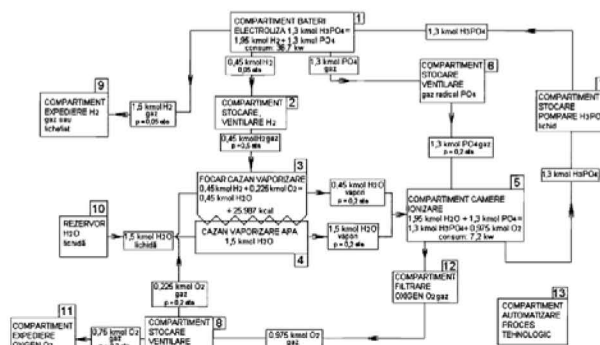 1
COMPARTIMENT BATERII
ELECTROLIZA 1,3 kmol H3PO4=
1,95 kmol H2 + 1,3 kmol PO4
consum: 36,7 kw
1,3 kmol H3PO4
0,45 kmol H2
0,05 ata
1,3 kmol PO4
gaz
9
COMPARTIMENT
EXPEDIERE H2
gaz sau
lichefiat
1,5 kmol H2
gaz
p = 0,05 ata
2
COMPARTIMENT
STOCARE,
VENTILARE H2
6
COMPARTIMENT
STOCARE
VENTILARE
gaz radical PO4
COMPARTIMENT
STOCARE
POMPARE H3PO4
lichid
0,45 kmol H2 gaz
p = 0,5 ata
1,3 kmol PO4 gaz
p = 0,2 ata
1,3 kmol H3PO4
3
FOCAR CAZAN VAPORIZARE
0,45 kmol H2 + 0,225 kmol O2 =
0,45 kmol H2O
+ 25.987 kcal
0,45 kmol H2O
vapori
p = 0,3 ata
5
COMPARTIMENT CAMERE
IONIZARE
1,95 kmol H2O + 1,3 kmol PO4 =
1,3 kmol H3PO4 + 0,975 kmol O2
consum: 7,2 kw
10
REZERVOR
H2O
lichidă
1,5 kmol H2O
lichidă
CAZAN VAPORIZARE APA
1,5 kmol H2O
4
1,5 kmol H2O
vapori
p = 0,3 ata
12
COMPARTIMENT
FILTRARE
OXIGEN O2 gaz
13
COMPARTIMENT
AUTOMATIZARE
PROCES
TEHNOLOGIC
0,225 kmol O2
gaz
p = 0,2 ata
11
COMPARTIMENT
EXPEDIERE
0,75 kmol O2
gaz
8
COMPARTIMENT
STOCARE
VENTILARE
0,975 kmol O2
gaz